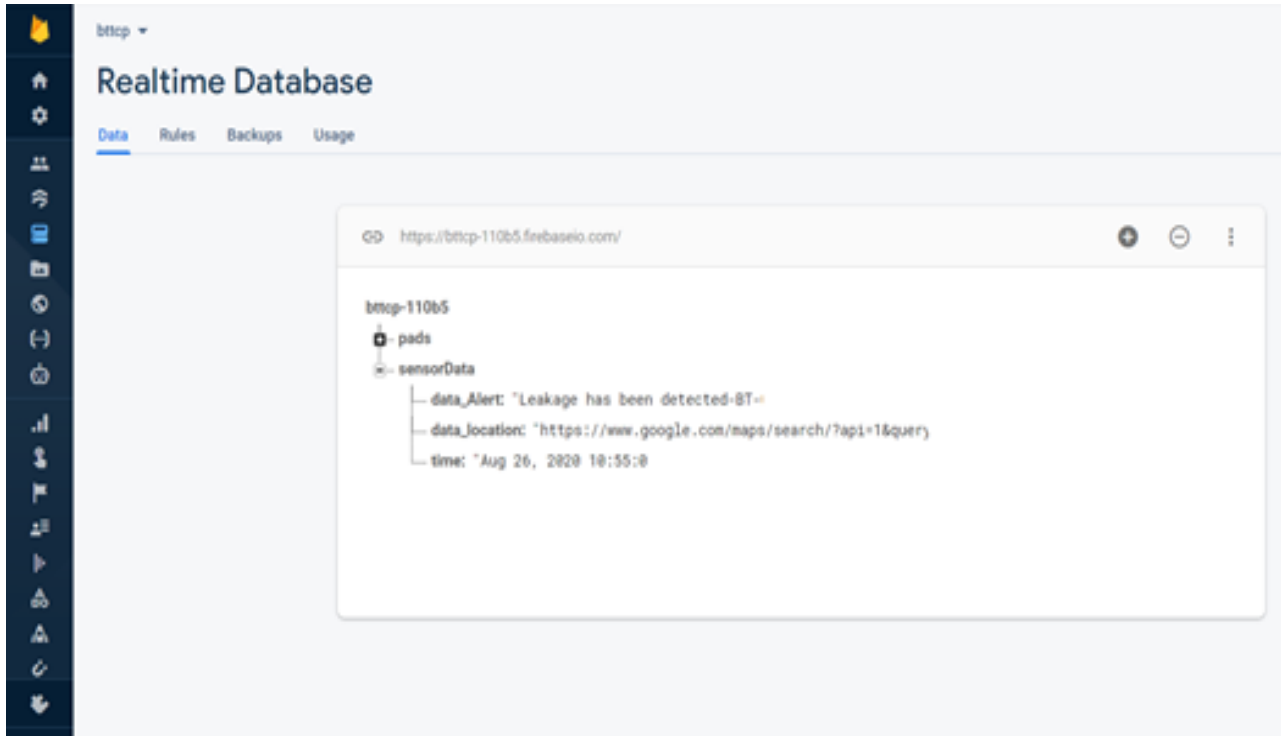 bttcp
Realtime Database
Data Rules Backups Usage
https://bttcp-110b5.firebaseio.com/
bttcp-110b5
pads
sensorData
data_Alert: "Leakage has been detected-BT
data_location: "https://www.google.com/maps/search/?api=1&query
time: "Aug 26, 2020 10:55:0